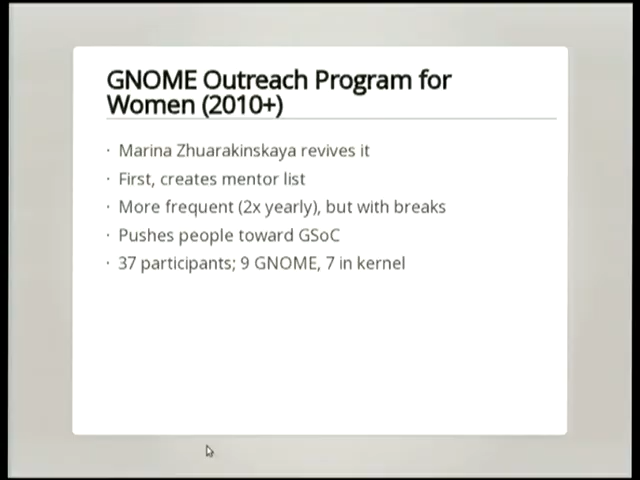 GNOME Outreach Program for
Women (2010+)
· Marina Zhuarakinskaya revives it
· First, creates mentor list
· More frequent (2x yearly), but with breaks
· Pushes people toward GSoC
· 37 participants; 9 GNOME, 7 in kernel